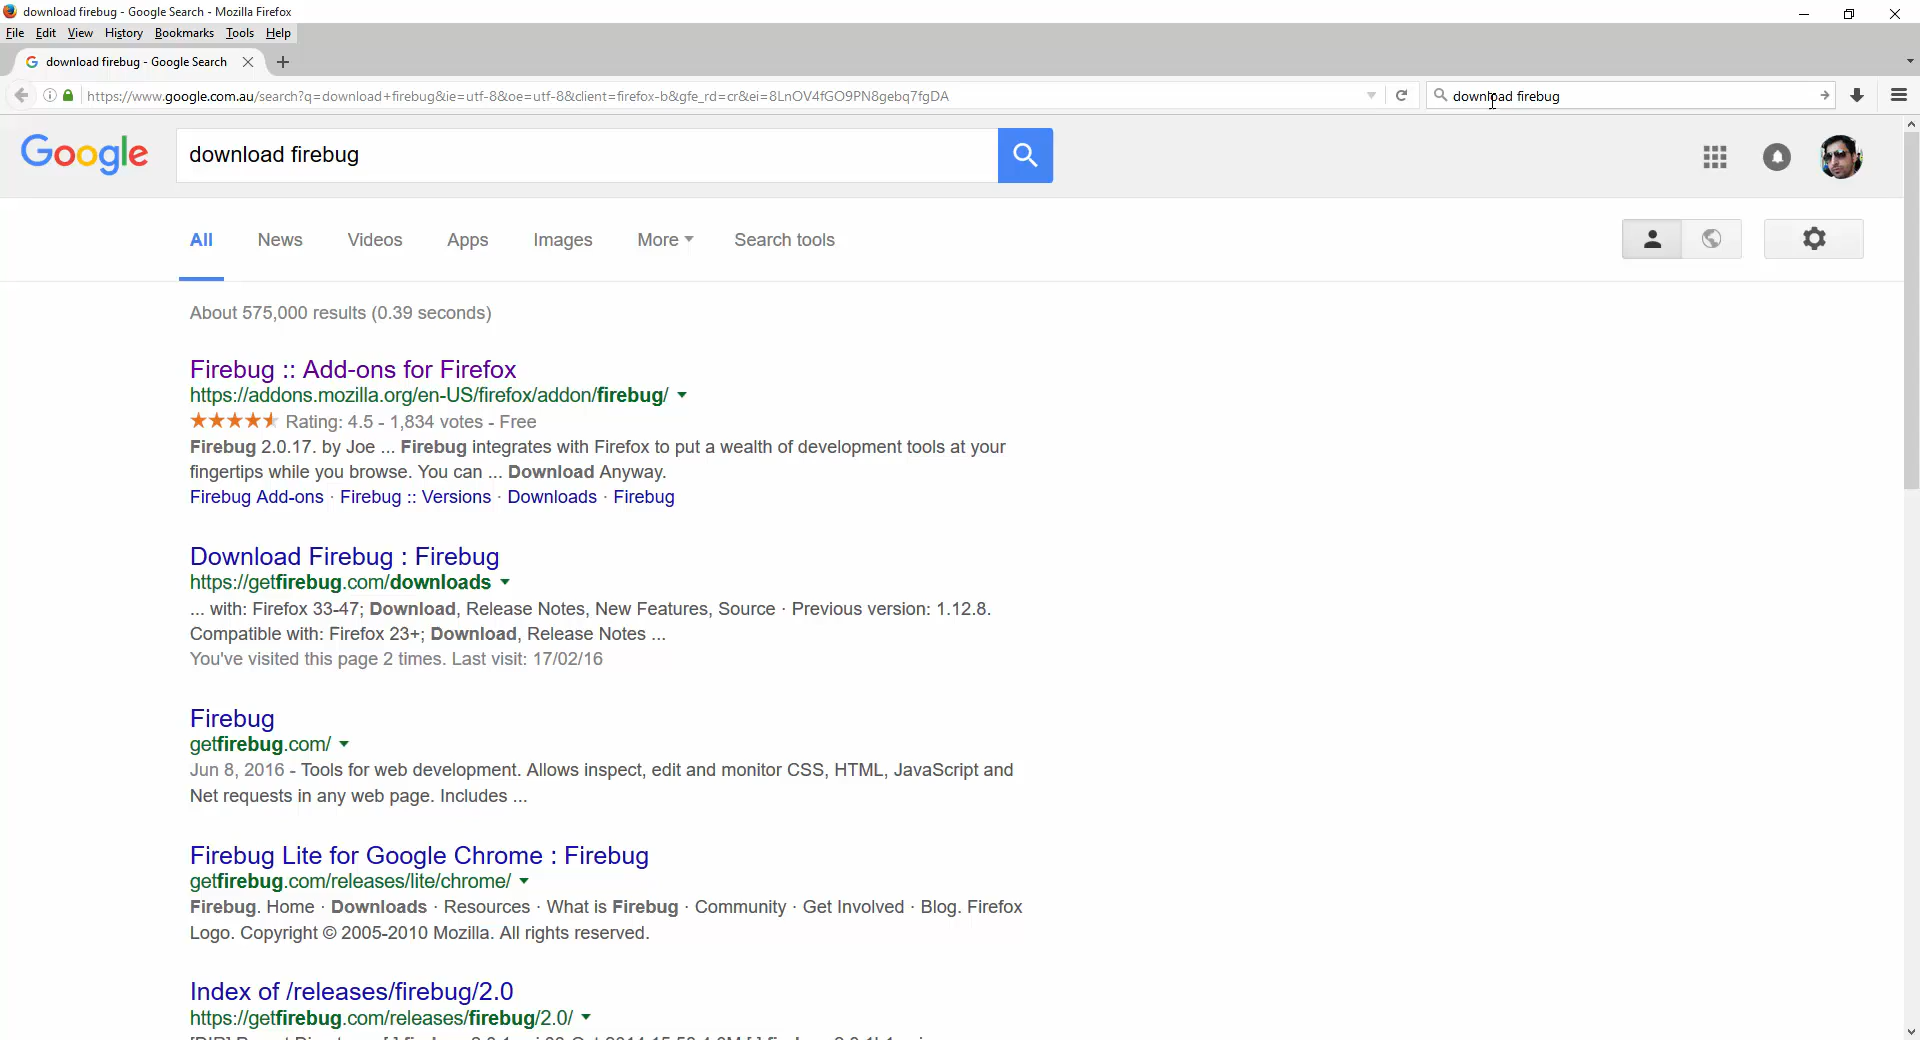 download firebug - Google Search - Mozilla Firefox
File Edit View History Bookmarks Tools Help
download firebug - Google Search
https://www.google.com.au/search?q=download+firebug&ie=utf-8&oe=utf-8&client=firefox-b&gfe_rd=cr&ei=8LnOV4fGO9PN8gebq7fgDA
download firebug
Google
download firebug
All News Videos Apps Images More Search tools
About 575,000 results (0.39 seconds)
Firebug :: Add-ons for Firefox
https://addons.mozilla.org/en-US/firefox/addon/firebug/
Rating: 4.5 - 1,834 votes - Free
Firebug 2.0.17. by Joe ... Firebug integrates with Firefox to put a wealth of development tools at your
fingertips while you browse. You can ... Download Anyway.
Firebug Add-ons · Firebug :: Versions · Downloads · Firebug
Download Firebug : Firebug
https://getfirebug.com/downloads
... with: Firefox 33-47; Download, Release Notes, New Features, Source · Previous version: 1.12.8.
Compatible with: Firefox 23+; Download, Release Notes ...
You've visited this page 2 times. Last visit: 17/02/16
Firebug
getfirebug.com/
Jun 8, 2016 - Tools for web development. Allows inspect, edit and monitor CSS, HTML, JavaScript and
Net requests in any web page. Includes ...
Firebug Lite for Google Chrome : Firebug
getfirebug.com/releases/lite/chrome/
Firebug. Home · Downloads · Resources · What is Firebug · Community · Get Involved · Blog. Firefox
Logo. Copyright © 2005-2010 Mozilla. All rights reserved.
Index of /releases/firebug/2.0
https://getfirebug.com/releases/firebug/2.0/